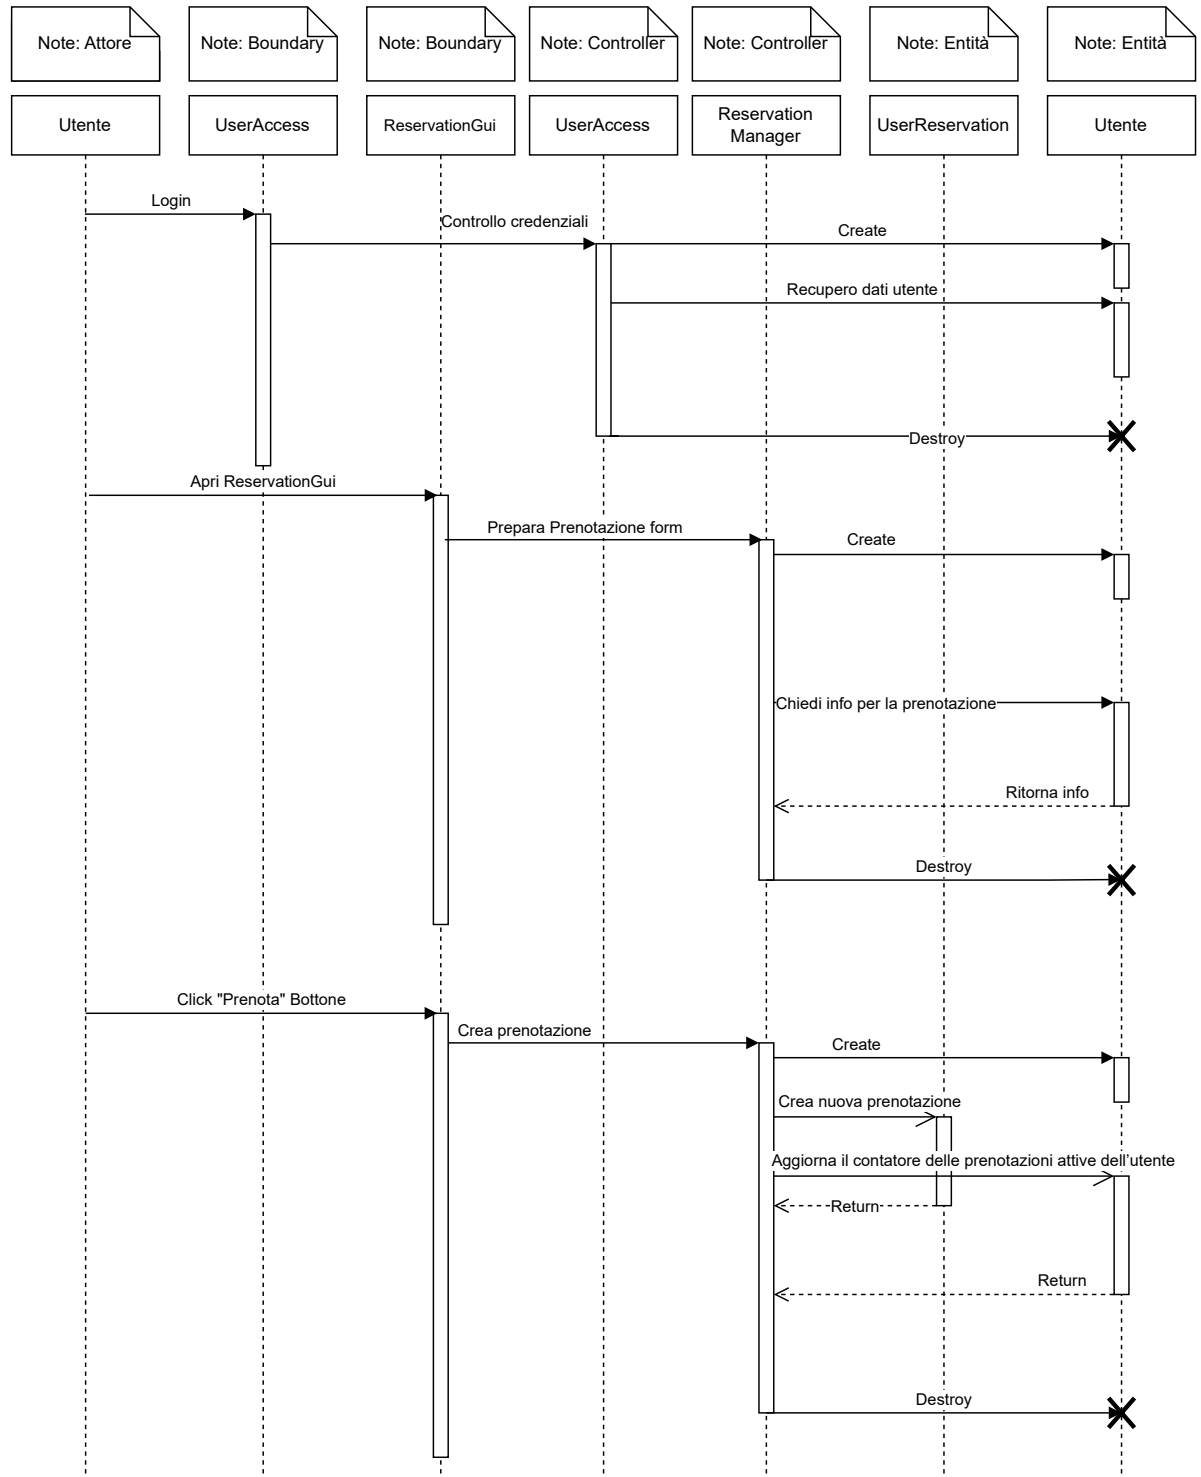 Note: Attore
Note: Boundary
Note: Boundary
Note: Controller
Note: Controller
Note: Entità
Note: Entità
Utente
UserAccess
ReservationGui
UserAccess
Reservation
Manager
UserReservation
Utente
Login
Controllo credenziali
Create
Recupero dati utente
Destroy
Apri ReservationGui
Prepara Prenotazione form
Create
Chiedi info per la prenotazione
Ritorna info
Destroy
Click "Prenota" Bottone
Crea prenotazione
Create
Crea nuova prenotazione
Aggiorna il contatore delle prenotazioni attive dell'utente
Return
Return
Destroy